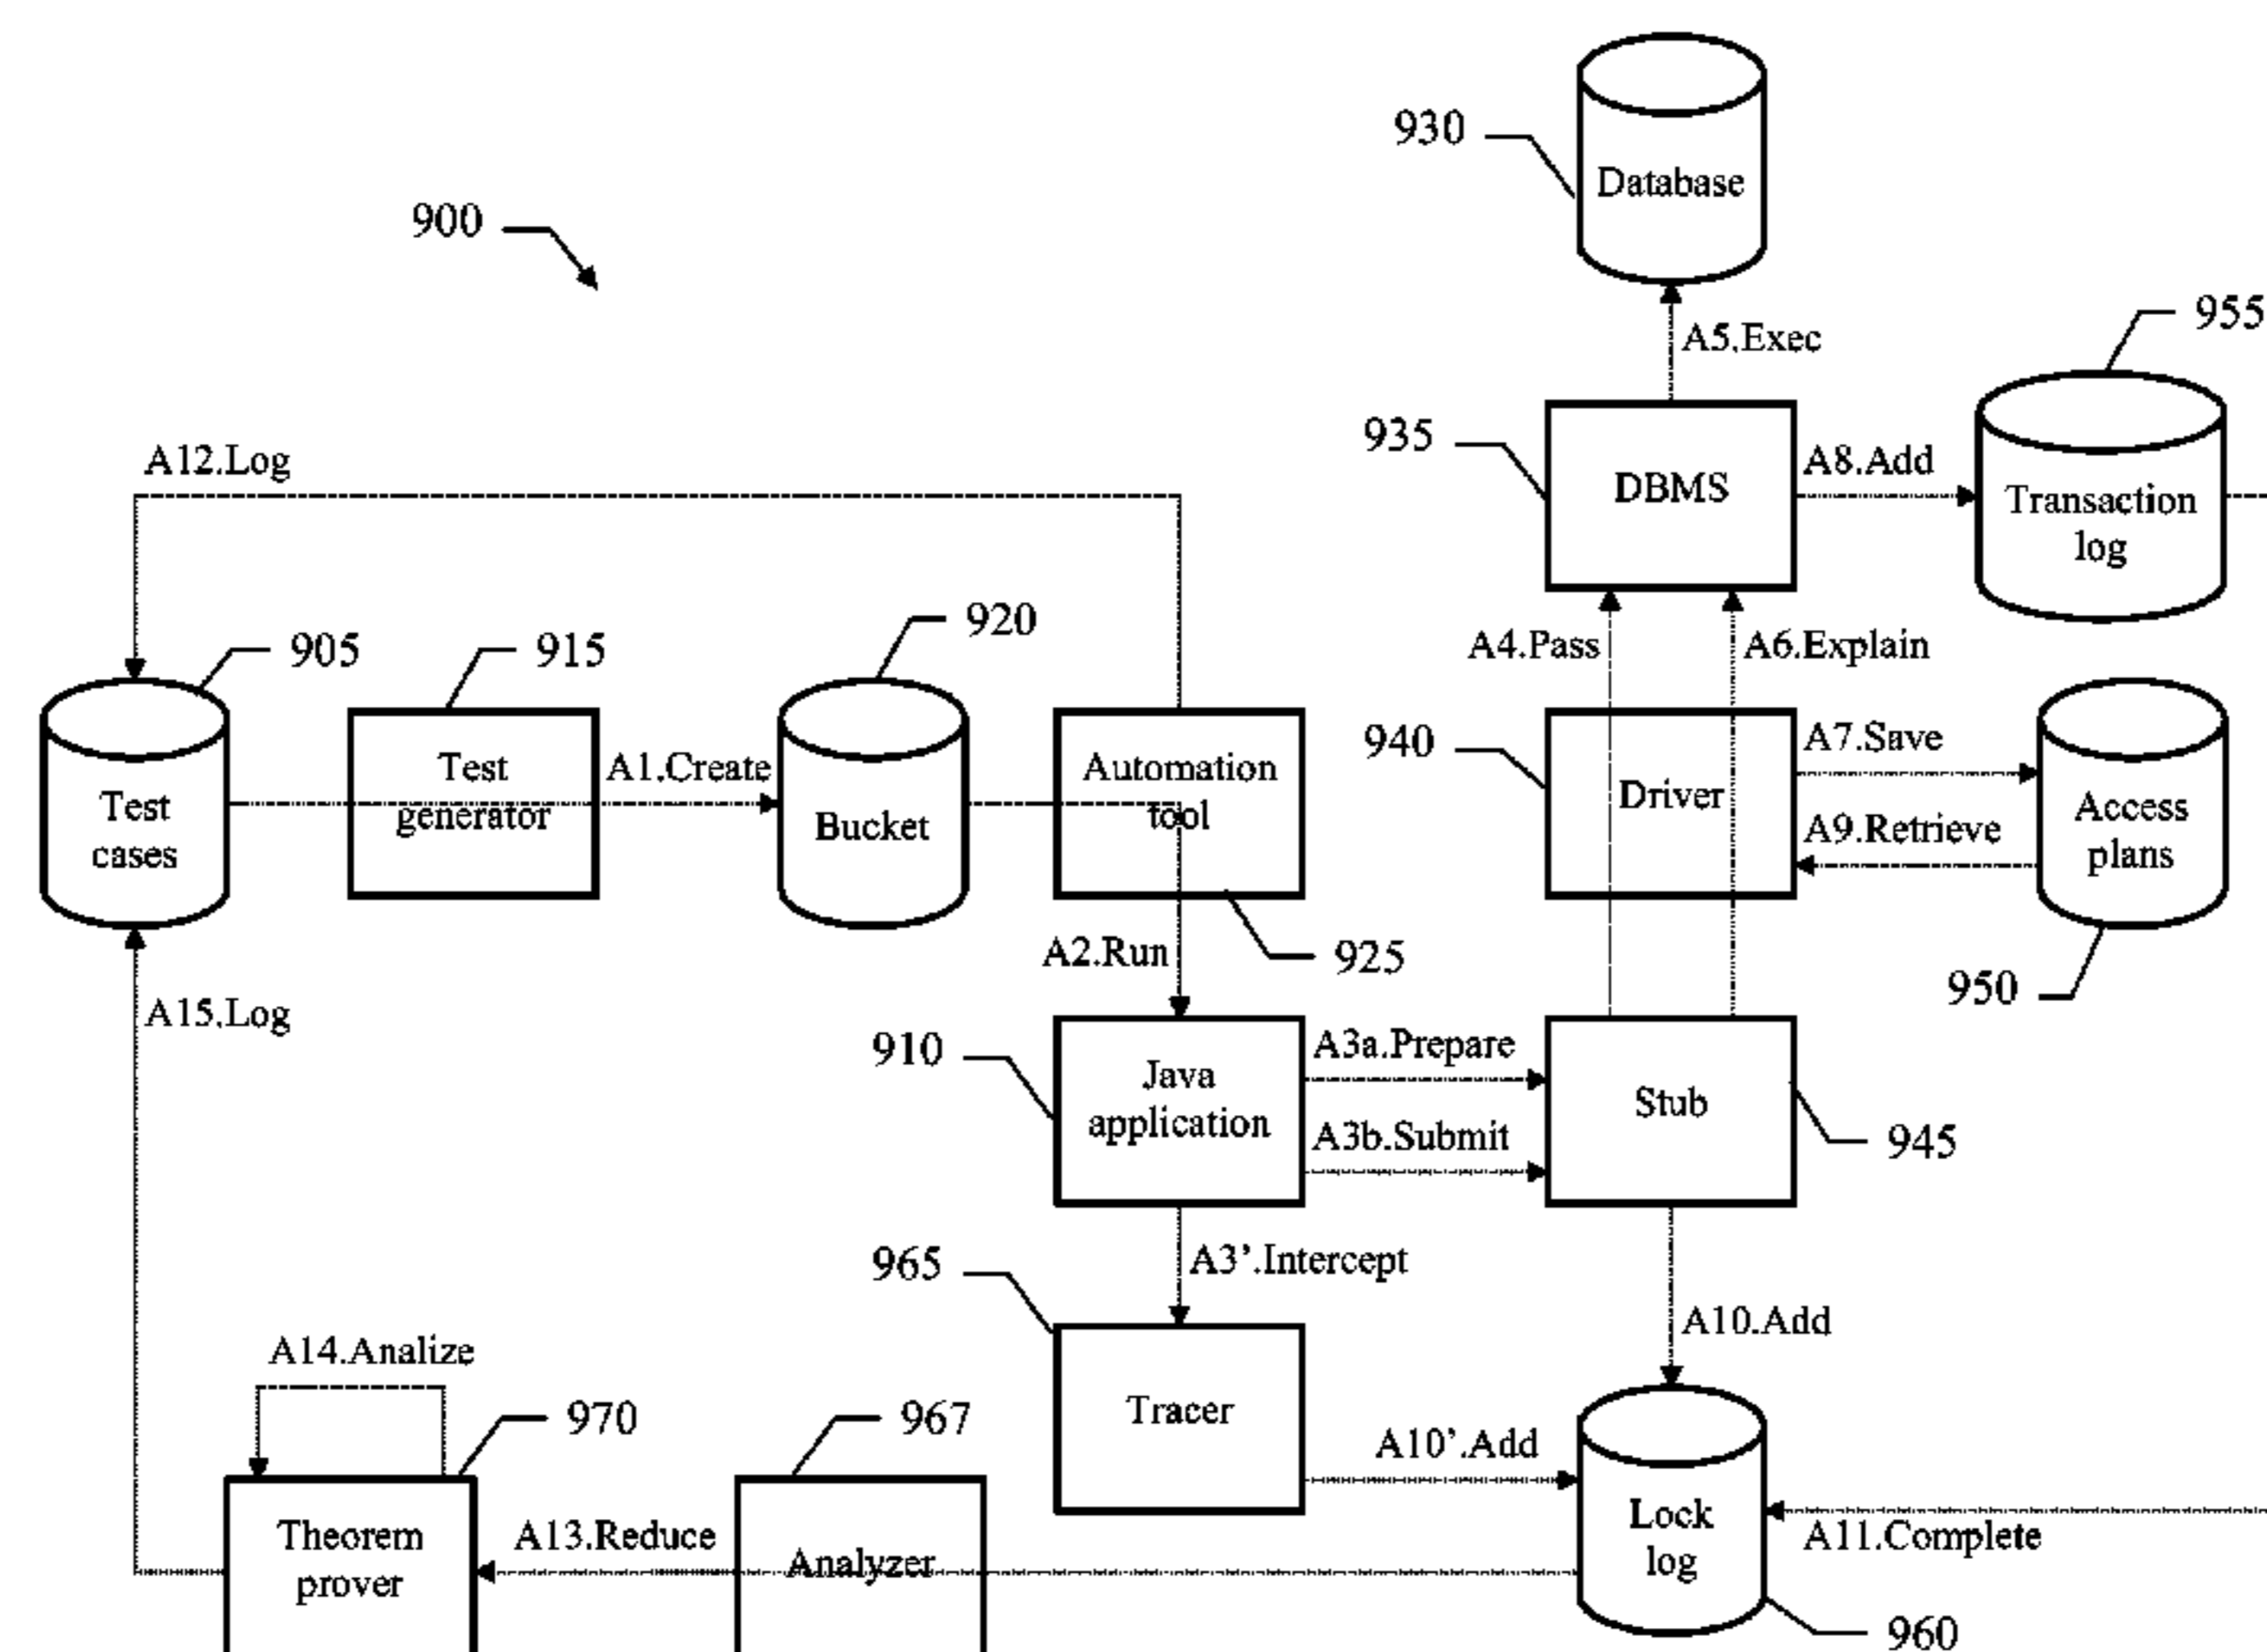 930
Database
900
955
A5.Exec
935
DBMS
A8.Add
Transaction
log
A12.Log
905
915
920
A4.Pass
A6.Explain
Test
cases
Test
generator
A1.Create
Bucket
Automation
tool
940
Driver
A7.Save
A9.Retrieve
Access
plans
A2.Run
925
950
A15.Log
910
Java
application
A3a.Prepare
A3b.Submit
Stub
945
965
A3’.Intercept
A10.Add
A14.Analize
970
967
Tracer
A10’.Add
Theorem
prover
A13.Reduce
Analyzer
Lock
log
A11.Complete
960